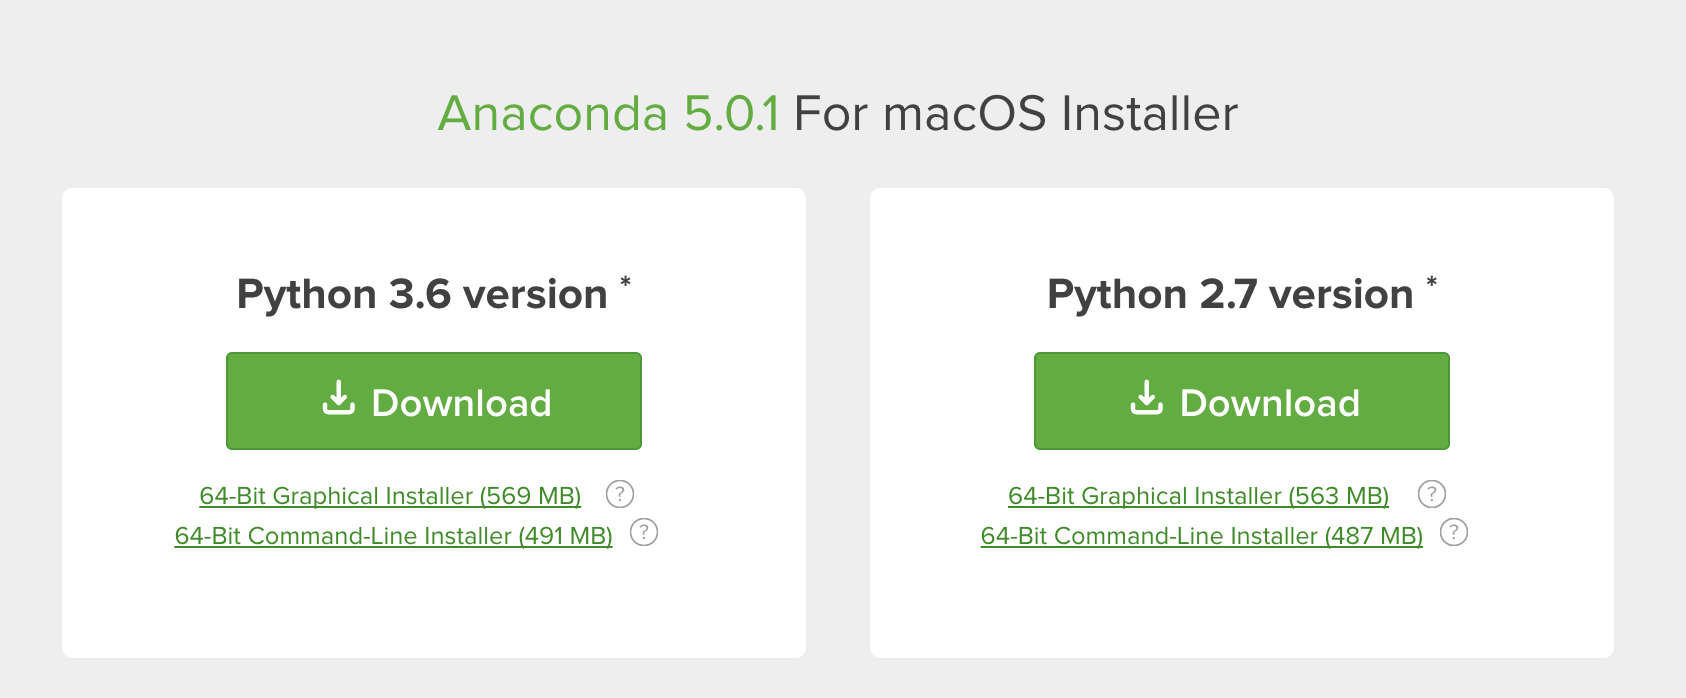 Anaconda 5.0.1 For macOS Installer
Python 3.6 version *
Download
64-Bit Graphical Installer (569 MB) ?
64-Bit Command-Line Installer (491 MB) ?
Python 2.7 version *
Download
64-Bit Graphical Installer (563 MB) ?
64-Bit Command-Line Installer (487 MB) ?